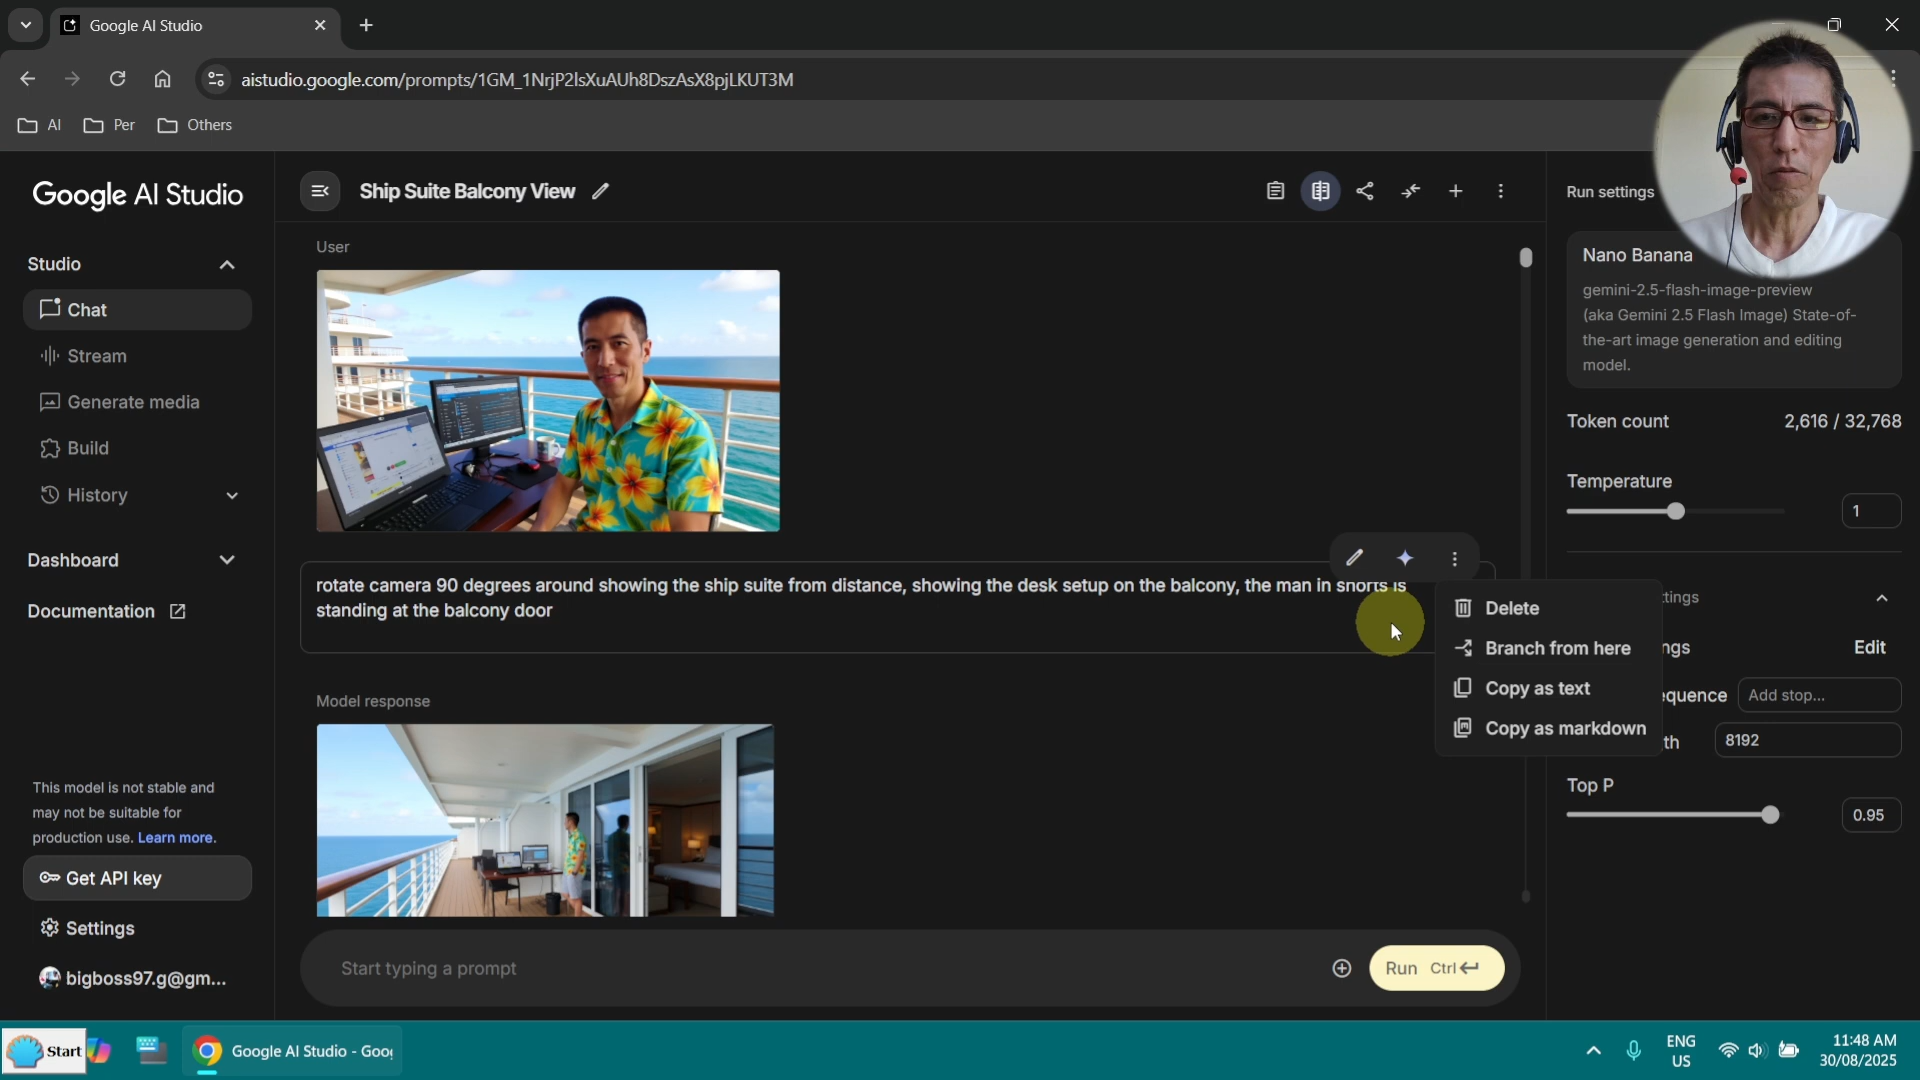 Google AI Studio
aistudio.google.com/prompts/1GM_1NrjP2lsXuAUh8DszAsX8pjLKUT3M
AI
Per
Others
Google AI Studio
Studio
Chat
Stream
Generate media
Build
History
Dashboard
Documentation
This model is not stable and
may not be suitable for
production use. Learn more.
Get API key
Settings
bigboss97.g@gm...
Ship Suite Balcony View
User
rotate camera 90 degrees around showing the ship suite from distance, showing the desk setup on the balcony, the man in shorts is
standing at the balcony door
Model response
Delete
Branch from here
Copy as text
Copy as markdown
Start typing a prompt
Run Ctrl
Run settings
Nano Banana
gemini-2.5-flash-image-preview
(aka Gemini 2.5 Flash Image) State-of-
the-art image generation and editing
model.
Token count 2,616 / 32,768
Temperature
1
ttings
ngs Edit
equence Add stop...
th 8192
Top P
0.95
Start
Google AI Studio - Goo
ENG
US
11:48 AM
30/08/2025